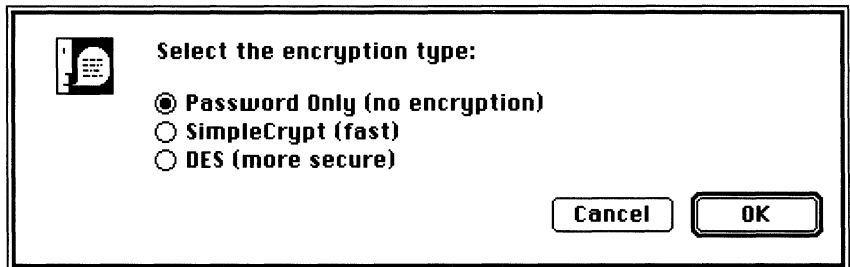 Select the encryption type:
Password Only (no encryption)
SimpleCrypt (fast)
DES (more secure)
Cancel OK